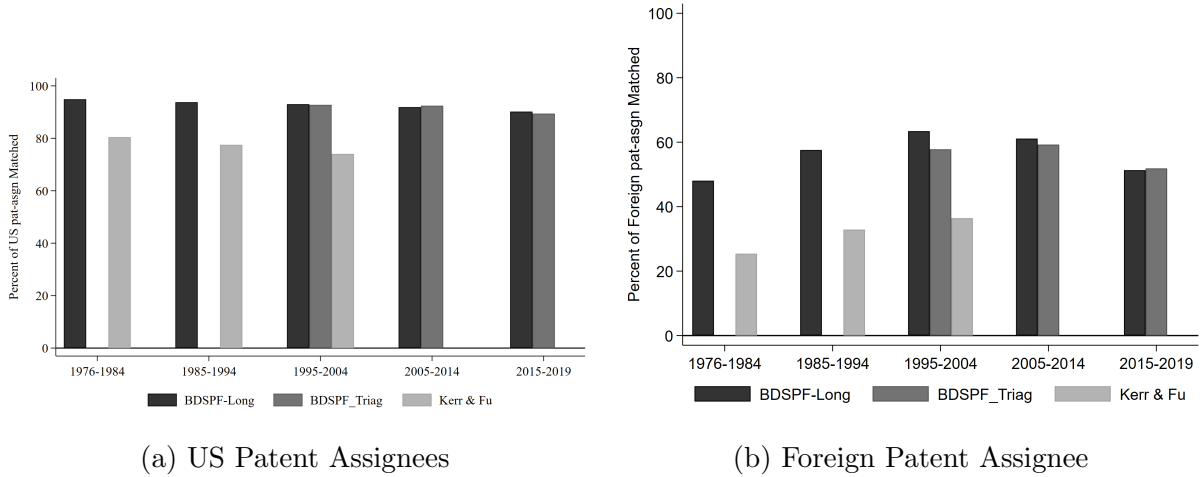 Percent of US pat-asgn Matched
100
80
60
40
20
0
1976-1984 1985-1994 1995-2004 2005-2014 2015-2019
BDSPF-Long BDSPF_Triag Kerr & Fu
(a) US Patent Assignees
Percent of Foreign pat-asgn Matched
100
80
60
40
20
0
1976-1984 1985-1994 1995-2004 2005-2014 2015-2019
BDSPF-Long BDSPF_Triag Kerr & Fu
(b) Foreign Patent Assignee